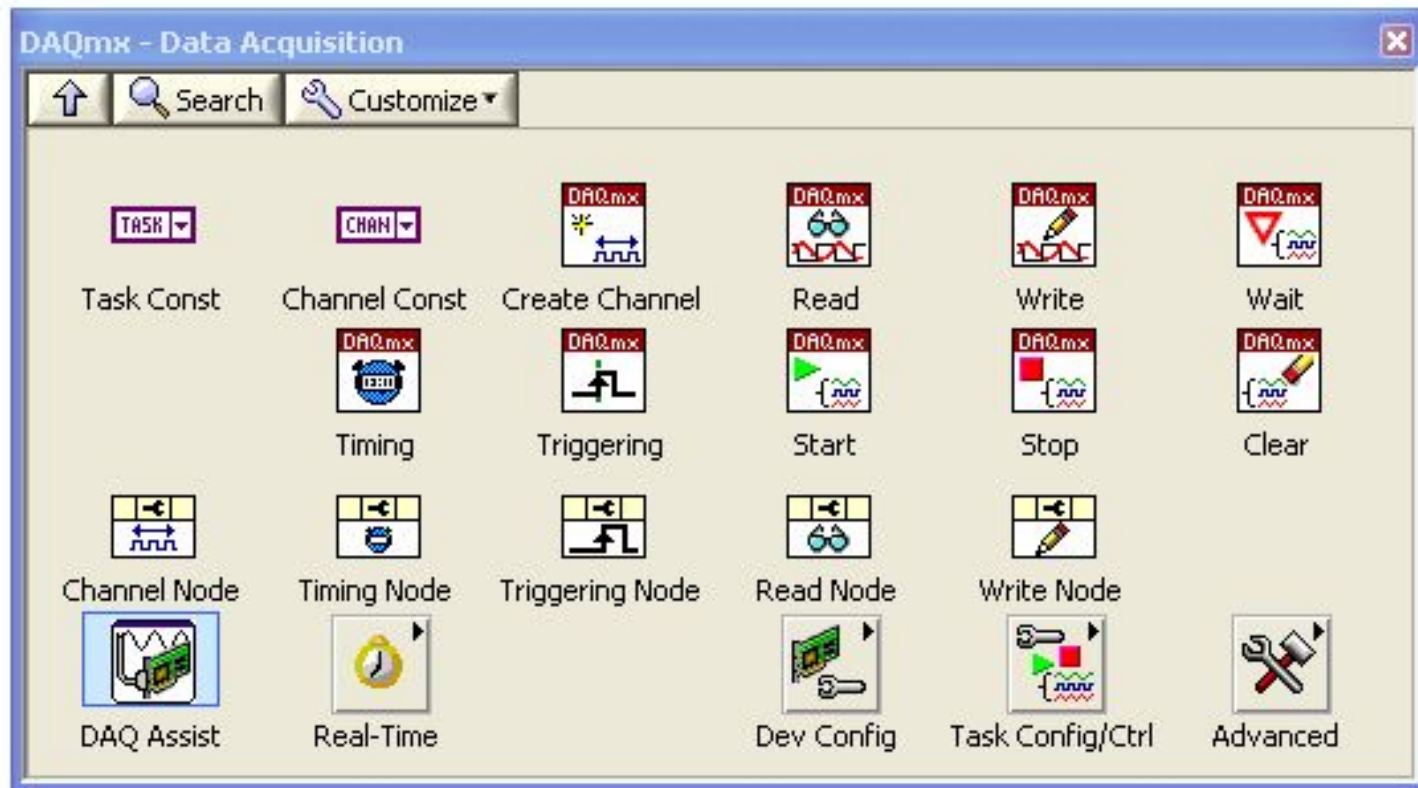 DAQmx - Data Acquisition
Search Customize
DAQmx DAQmx DAQmx DAQmx
TASK CHAN
Task Const Channel Const Create Channel Read Write Wait
DAQmx DAQmx DAQmx DAQmx DAQmx
Timing Triggering Start Stop Clear
Channel Node Timing Node Triggering Node Read Node Write Node
DAQ Assist Real-Time Dev Config Task Config/Ctrl Advanced